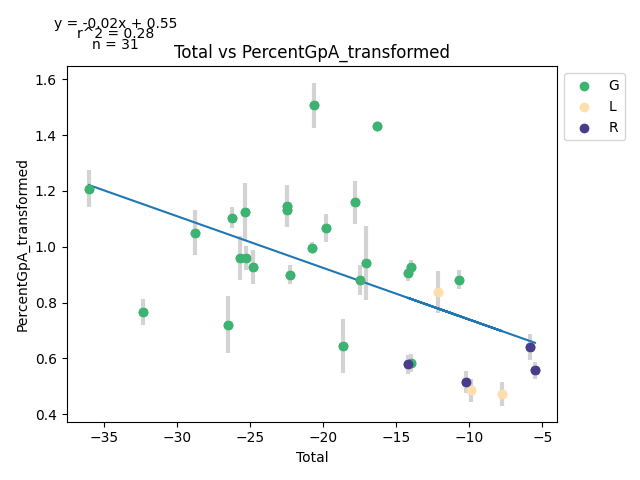 y = -0.02x + 0.55
r^2 = 0.28
n = 31
Total vs PercentGpA_transformed
1.6
1.4
1.2
1.0
0.8
0.6
0.4
PercentGpA_transformed
−35
−30
−25
−20
−15
−10
−5
Total
G
L
R